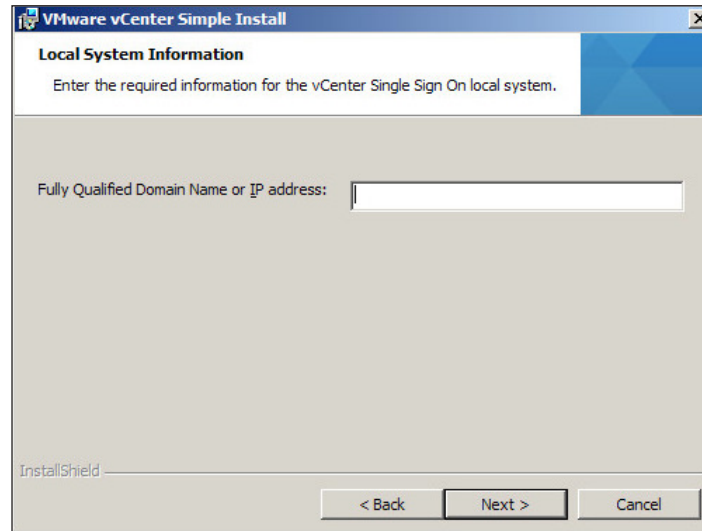 VMware vCenter Simple Install
Local System Information
Enter the required information for the vCenter Single Sign On local system.
Fully Qualified Domain Name or IP address:
InstallShield
< Back
Next >
Cancel